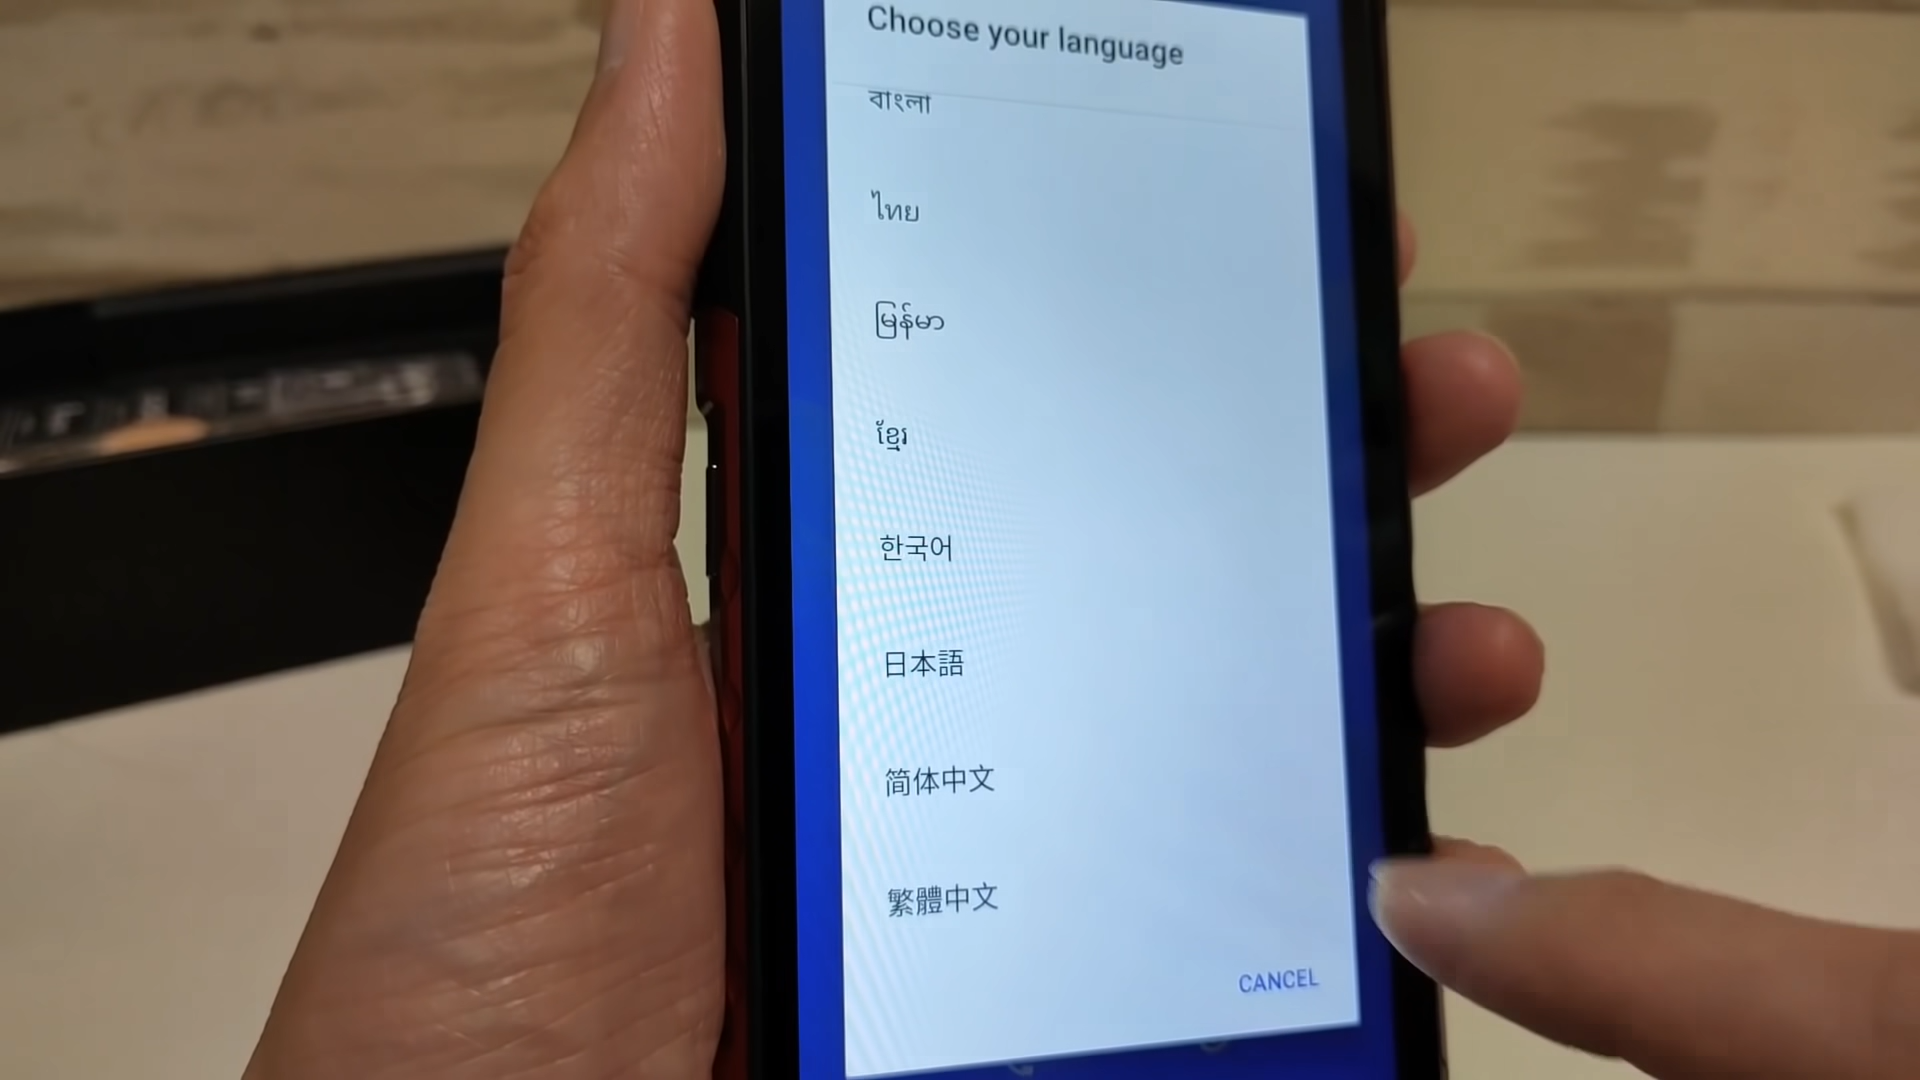 Choose your language
বাংলা
ไทย
မြန်မာ
ខ្មែរ
한국어
日本語
简体中文
繁體中文
CANCEL